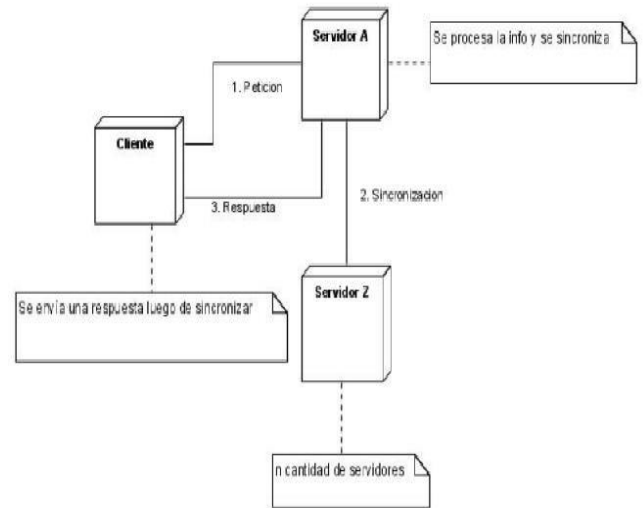 Servidor A
Se procesa la info y se sincroniza
1. Peticion
Cliente
3. Respuesta
2. Sincronizacion
Se envía una respuesta luego de sincronizar
Servidor Z
n cantidad de servidores